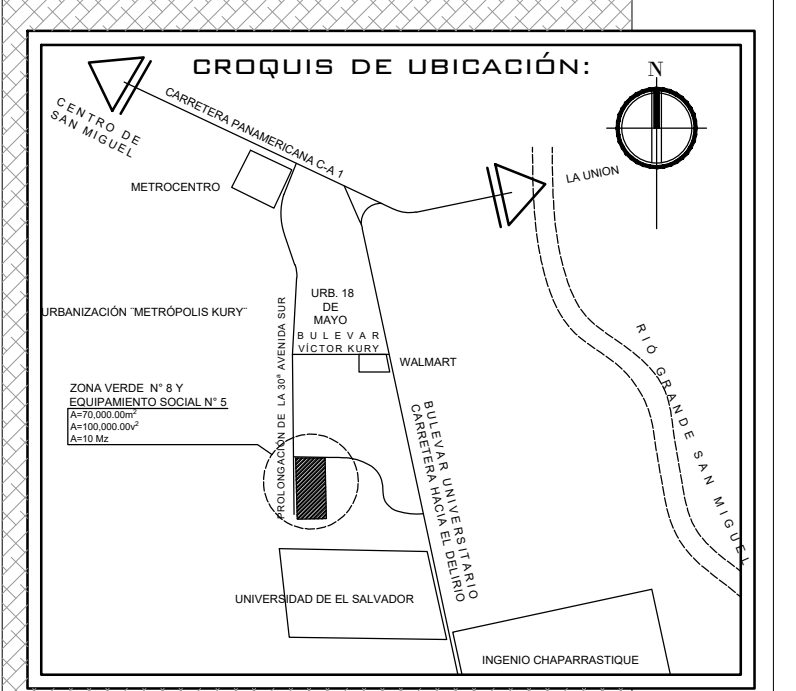 CROQUIS DE UBICACIÓN:
N
CENTRO DE
SAN MIGUEL
CARRETERA PANAMERICANA C-A 1
METROCENTRO
LA UNION
URBANIZACIÓN ¨METRÓPOLIS KURY¨
URB. 18
DE
MAYO
BULEVAR
VÍCTOR KURY
WALMART
PROLONGACIÓN DE LA 30ª AVENIDA SUR
ZONA VERDE N° 8 Y
EQUIPAMIENTO SOCIAL N° 5
A=70,000.00m²
A=100,000.00v²
A=10 Mz
BULEVAR UNIVERSITARIO
CARRETERA HACIA EL DELIRIO
RIÓ GRANDE SAN MIGUEL
UNIVERSIDAD DE EL SALVADOR
INGENIO CHAPARRASTIQUE